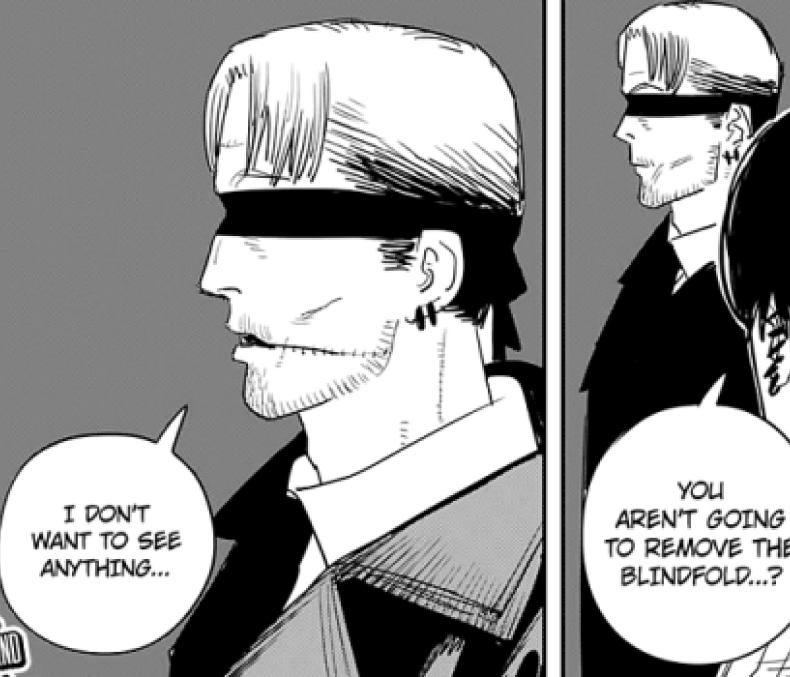 YOU
AREN'T GOING
TO REMOVE THE
BLINDFOLD...?
I DON'T
WANT TO SEE
ANYTHING...